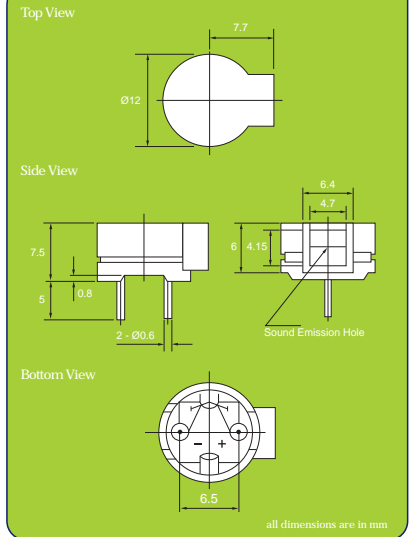 Top View
7.7
Ø12
Side View
6.4
4.7
7.5
6
4.15
0.8
5
2 - Ø0.6
Sound Emission Hole
Bottom View
- +
6.5
all dimensions are in mm